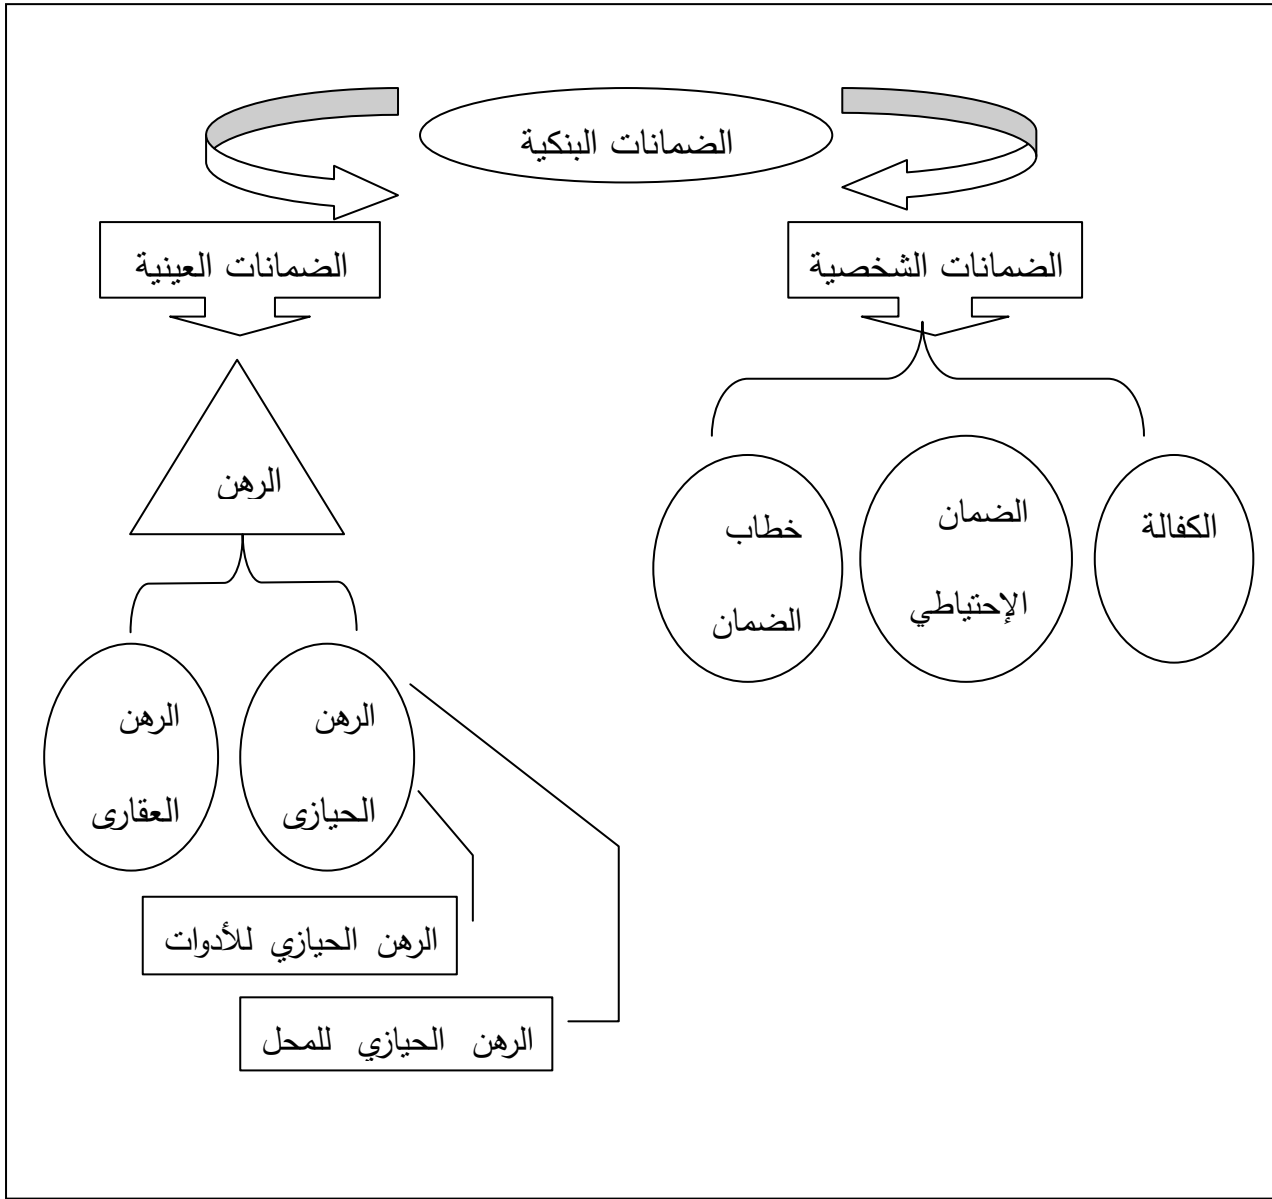 الضمانات البنكية
الضمانات الشخصية
الضمانات العينية
الكفالة
الضمان
الإحتياطي
خطاب
الضمان
الرهن
الرهن
الحيازى
الرهن
العقارى
الرهن الحيازي للأدوات
الرهن الحيازي للمحل